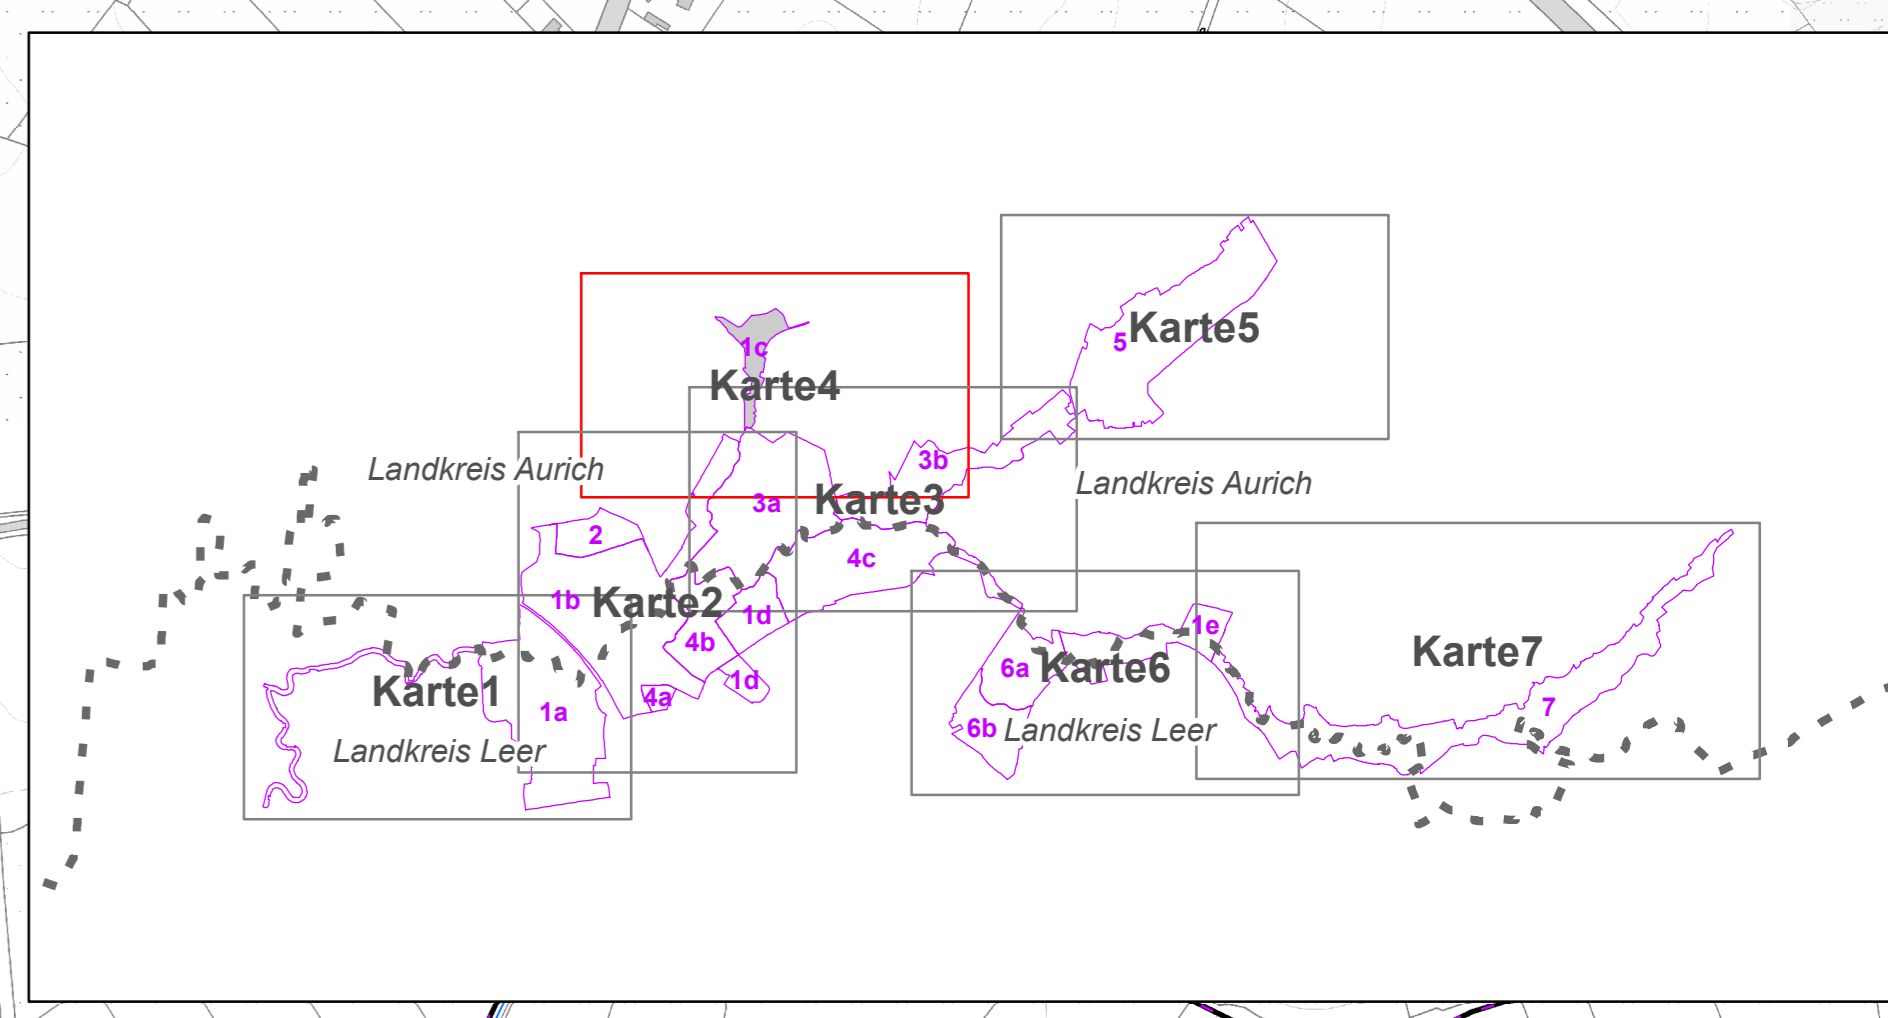 5
Karte5
1c
Karte4
3b
Landkreis Aurich
Landkreis Aurich
3a
Karte3
2
4c
1b
Karte2
1d
1e
4b
6a
Karte6
Karte7
1d
Karte1
4a
1a
7
6b
Landkreis Leer
Landkreis Leer